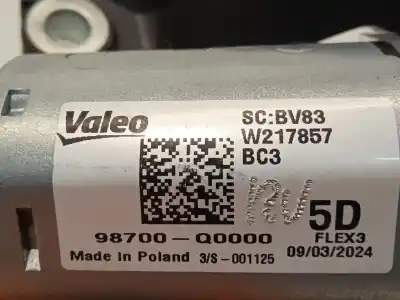 Valeo
SC:BV83
W217857
BC3
5D
FLEX3
98700-Q0000
09/03/2024
Made in Poland 3/S-001125